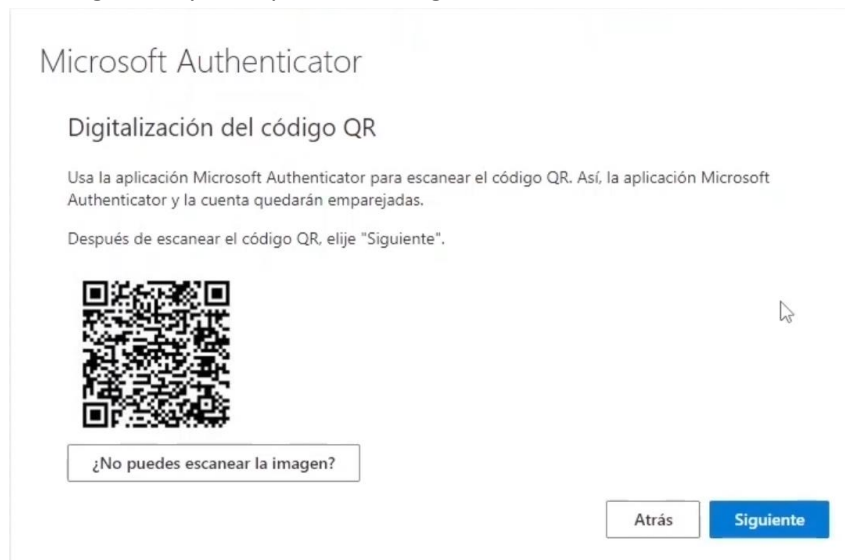 Microsoft Authenticator
Digitalización del código QR
Usa la aplicación Microsoft Authenticator para escanear el código QR. Así, la aplicación Microsoft
Authenticator y la cuenta quedarán emparejadas.
Después de escanear el código QR, elije "Siguiente".
¿No puedes escanear la imagen?
Atrás
Siguiente